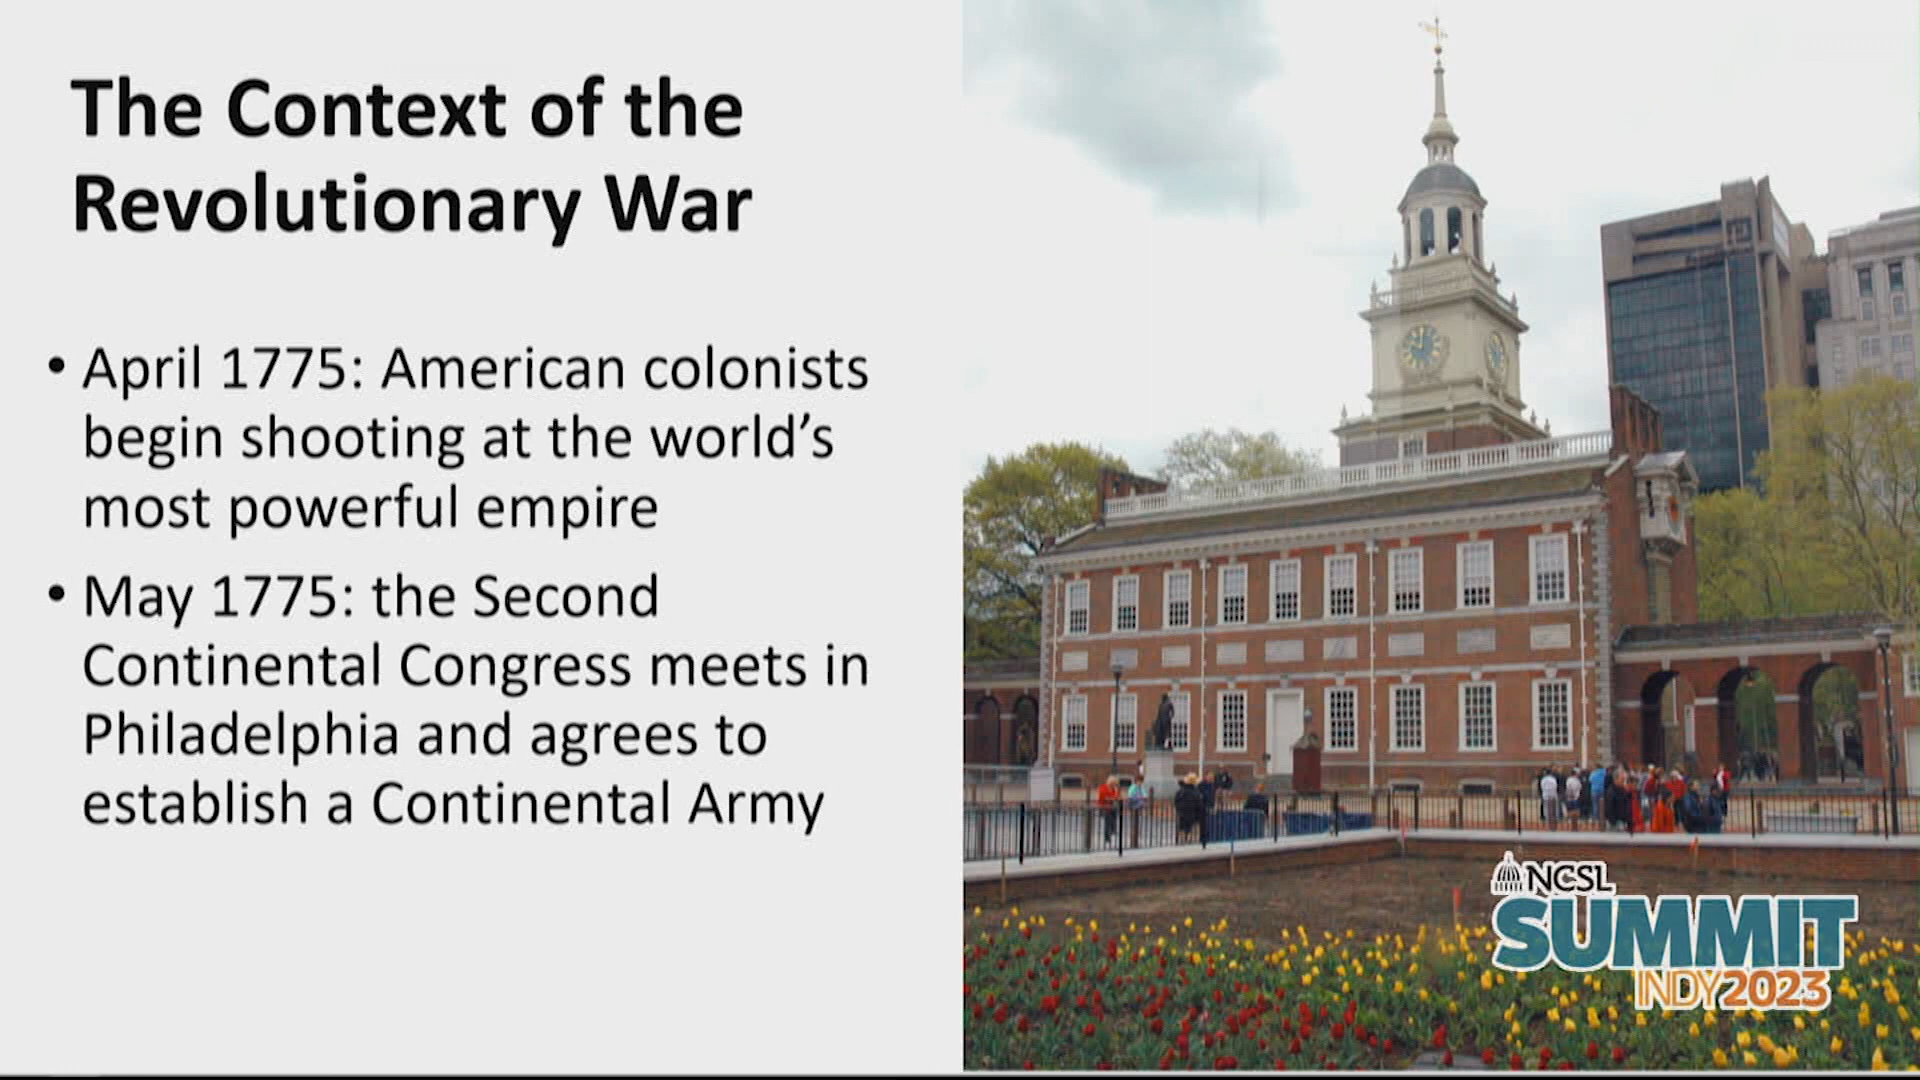 The Context of the
Revolutionary War
• April 1775: American colonists
begin shooting at the world’s
most powerful empire
• May 1775: the Second
Continental Congress meets in
Philadelphia and agrees to
establish a Continental Army
NCSL
SUMMIT
INDY2023